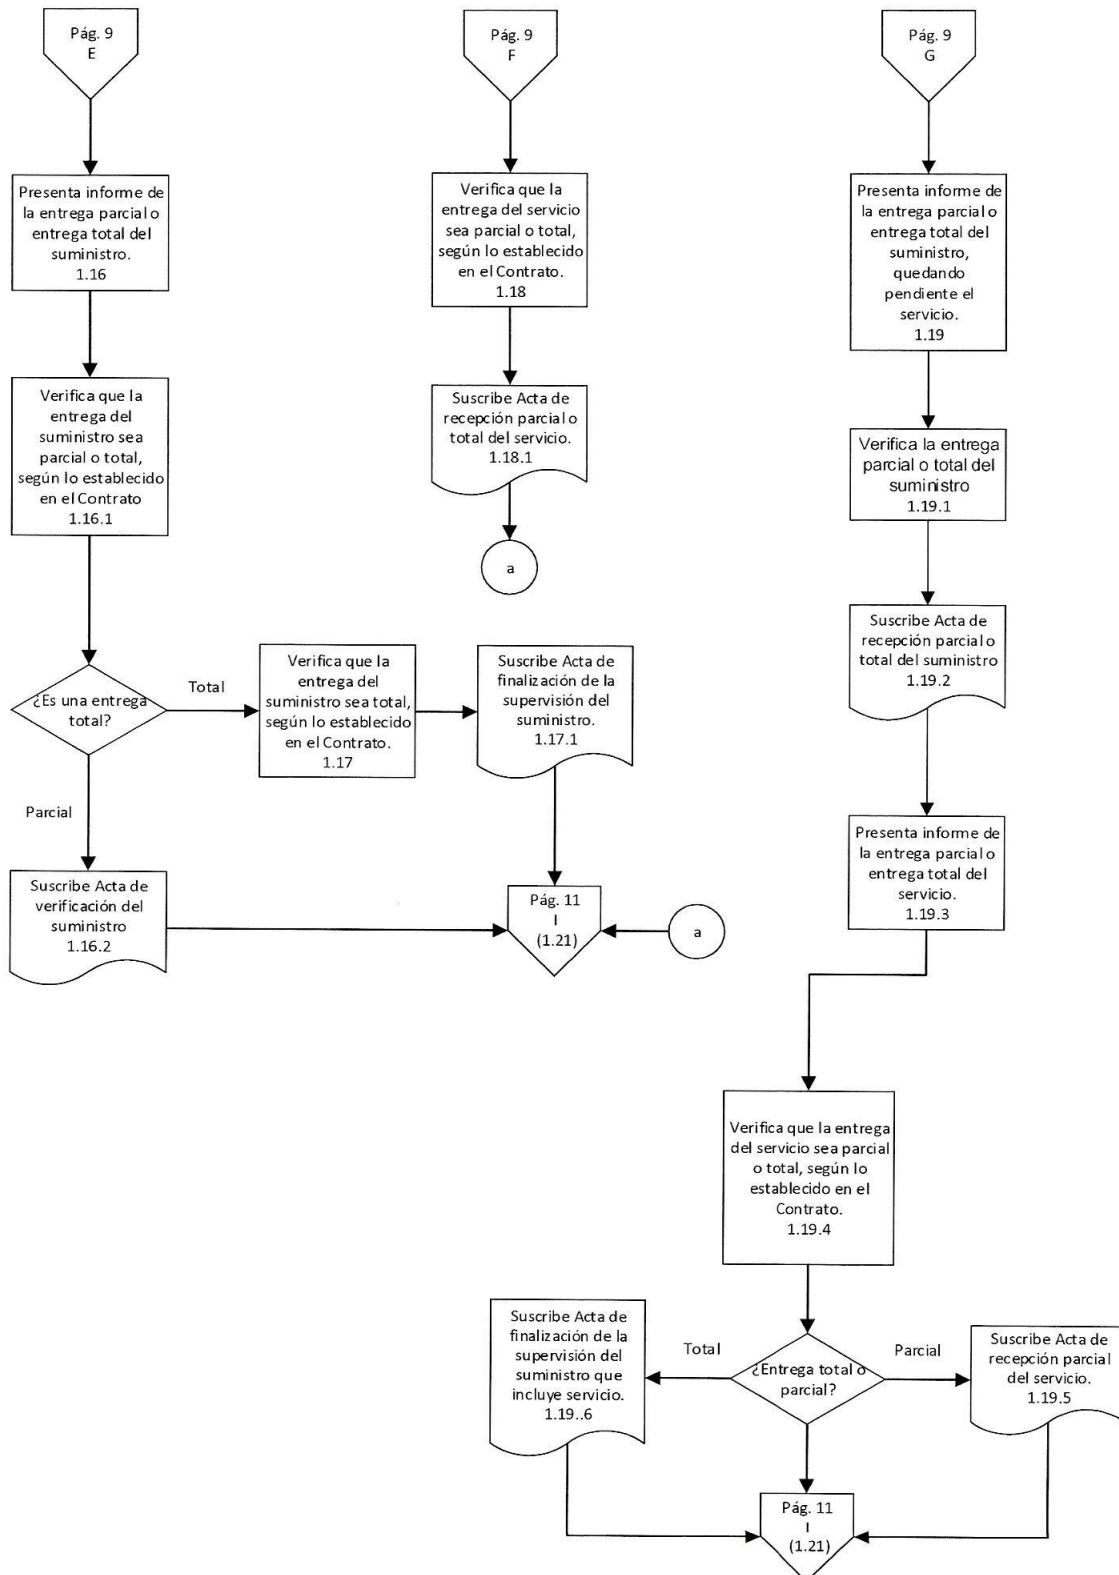 Pág. 9
E
Presenta informe de
la entrega parcial o
entrega total del
suministro.
1.16
Verifica que la
entrega del
suministro sea
parcial o total,
según lo establecido
en el Contrato
1.16.1
¿Es una entrega
total?
Total
Parcial
Verifica que la
entrega del
suministro sea total,
según lo establecido
en el Contrato.
1.17
Suscribe Acta de
finalización de la
supervisión del
suministro.
1.17.1
Suscribe Acta de
verificación del
suministro
1.16.2
Pág. 11
I
(1.21)
a
Pág. 9
F
Verifica que la
entrega del servicio
sea parcial o total,
según lo establecido
en el Contrato.
1.18
Suscribe Acta de
recepción parcial o
total del servicio.
1.18.1
a
Pág. 9
G
Presenta informe de
la entrega parcial o
entrega total del
suministro,
quedando
pendiente el
servicio.
1.19
Verifica la entrega
parcial o total del
suministro
1.19.1
Suscribe Acta de
recepción parcial o
total del suministro
1.19.2
Presenta informe de
la entrega parcial o
entrega total del
servicio.
1.19.3
Verifica que la entrega
del servicio sea parcial
o total, según lo
establecido en el
Contrato.
1.19.4
¿Entrega total o
parcial?
Total
Parcial
Suscribe Acta de
finalización de la
supervisión del
suministro que
incluye servicio.
1.19..6
Suscribe Acta de
recepción parcial
del servicio.
1.19.5
Pág. 11
I
(1.21)